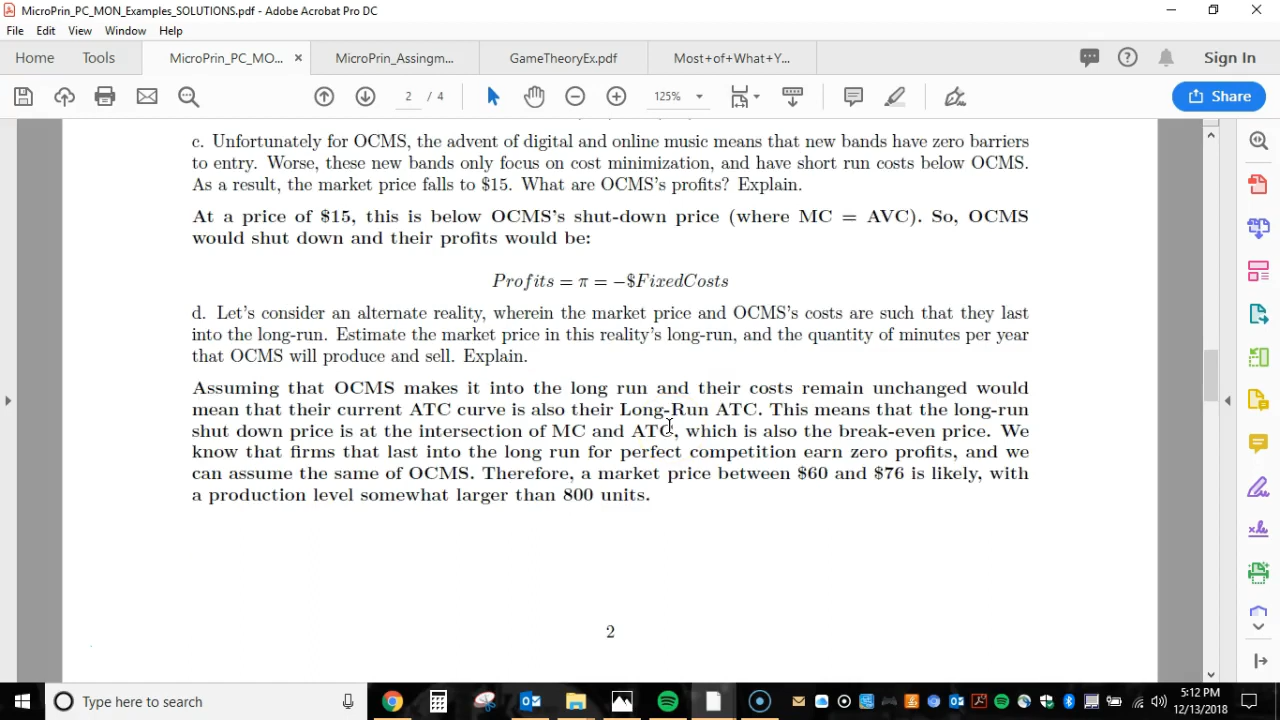 MicroPrin_PC_MON_Examples_SOLUTIONS.pdf - Adobe Acrobat Pro DC
File Edit View Window Help
Home Tools MicroPrin_PC_MO... × MicroPrin_Assingm... GameTheoryEx.pdf Most+of+What+Y... Sign In
2 / 4 125% Share
c. Unfortunately for OCMS, the advent of digital and online music means that new bands have zero barriers
to entry. Worse, these new bands only focus on cost minimization, and have short run costs below OCMS.
As a result, the market price falls to $15. What are OCMS's profits? Explain.
At a price of $15, this is below OCMS's shut-down price (where MC = AVC). So, OCMS
would shut down and their profits would be:
Profits = π = −$FixedCosts
d. Let's consider an alternate reality, wherein the market price and OCMS's costs are such that they last
into the long-run. Estimate the market price in this reality's long-run, and the quantity of minutes per year
that OCMS will produce and sell. Explain.
Assuming that OCMS makes it into the long run and their costs remain unchanged would
mean that their current ATC curve is also their Long-Run ATC. This means that the long-run
shut down price is at the intersection of MC and ATC, which is also the break-even price. We
know that firms that last into the long run for perfect competition earn zero profits, and we
can assume the same of OCMS. Therefore, a market price between $60 and $76 is likely, with
a production level somewhat larger than 800 units.
2
Type here to search
5:12 PM
12/13/2018